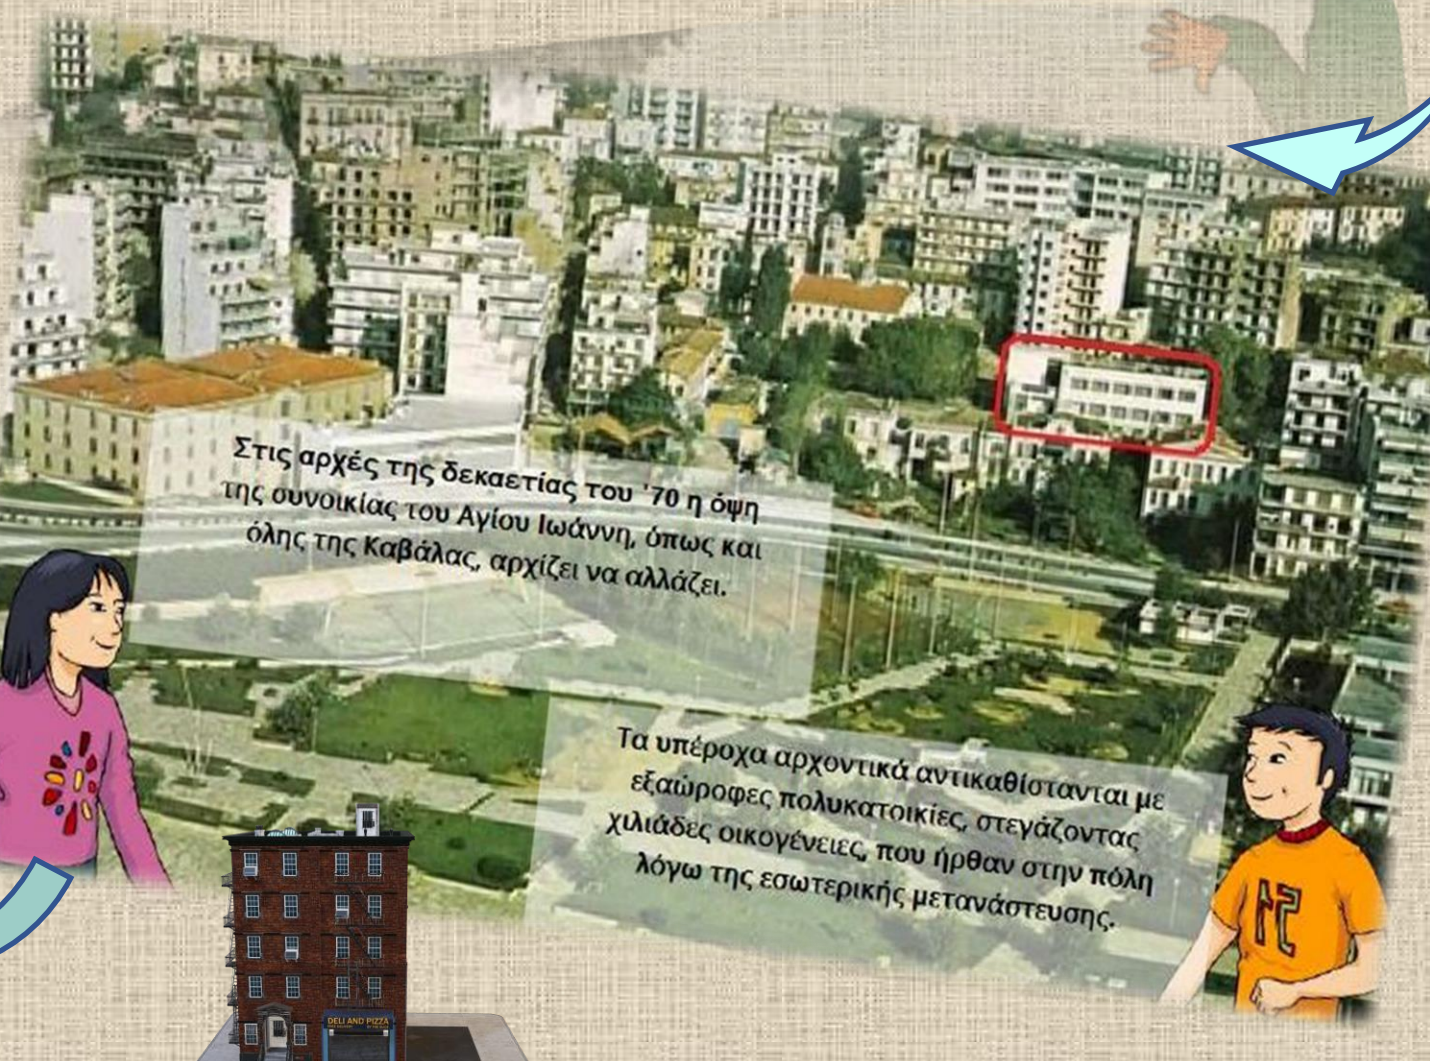 Στις αρχές της δεκαετίας του '70 η όψη
της συνοικίας του Αγίου Ιωάννη, όπως και
όλης της Καβάλας, αρχίζει να αλλάζει.
Τα υπέροχα αρχοντικά αντικαθίστανται με
εξαώροφες πολυκατοικίες, στεγάζοντας
χιλιάδες οικογένειες, που ήρθαν στην πόλη
λόγω της εσωτερικής μετανάστευσης.
DELI AND PIZZA